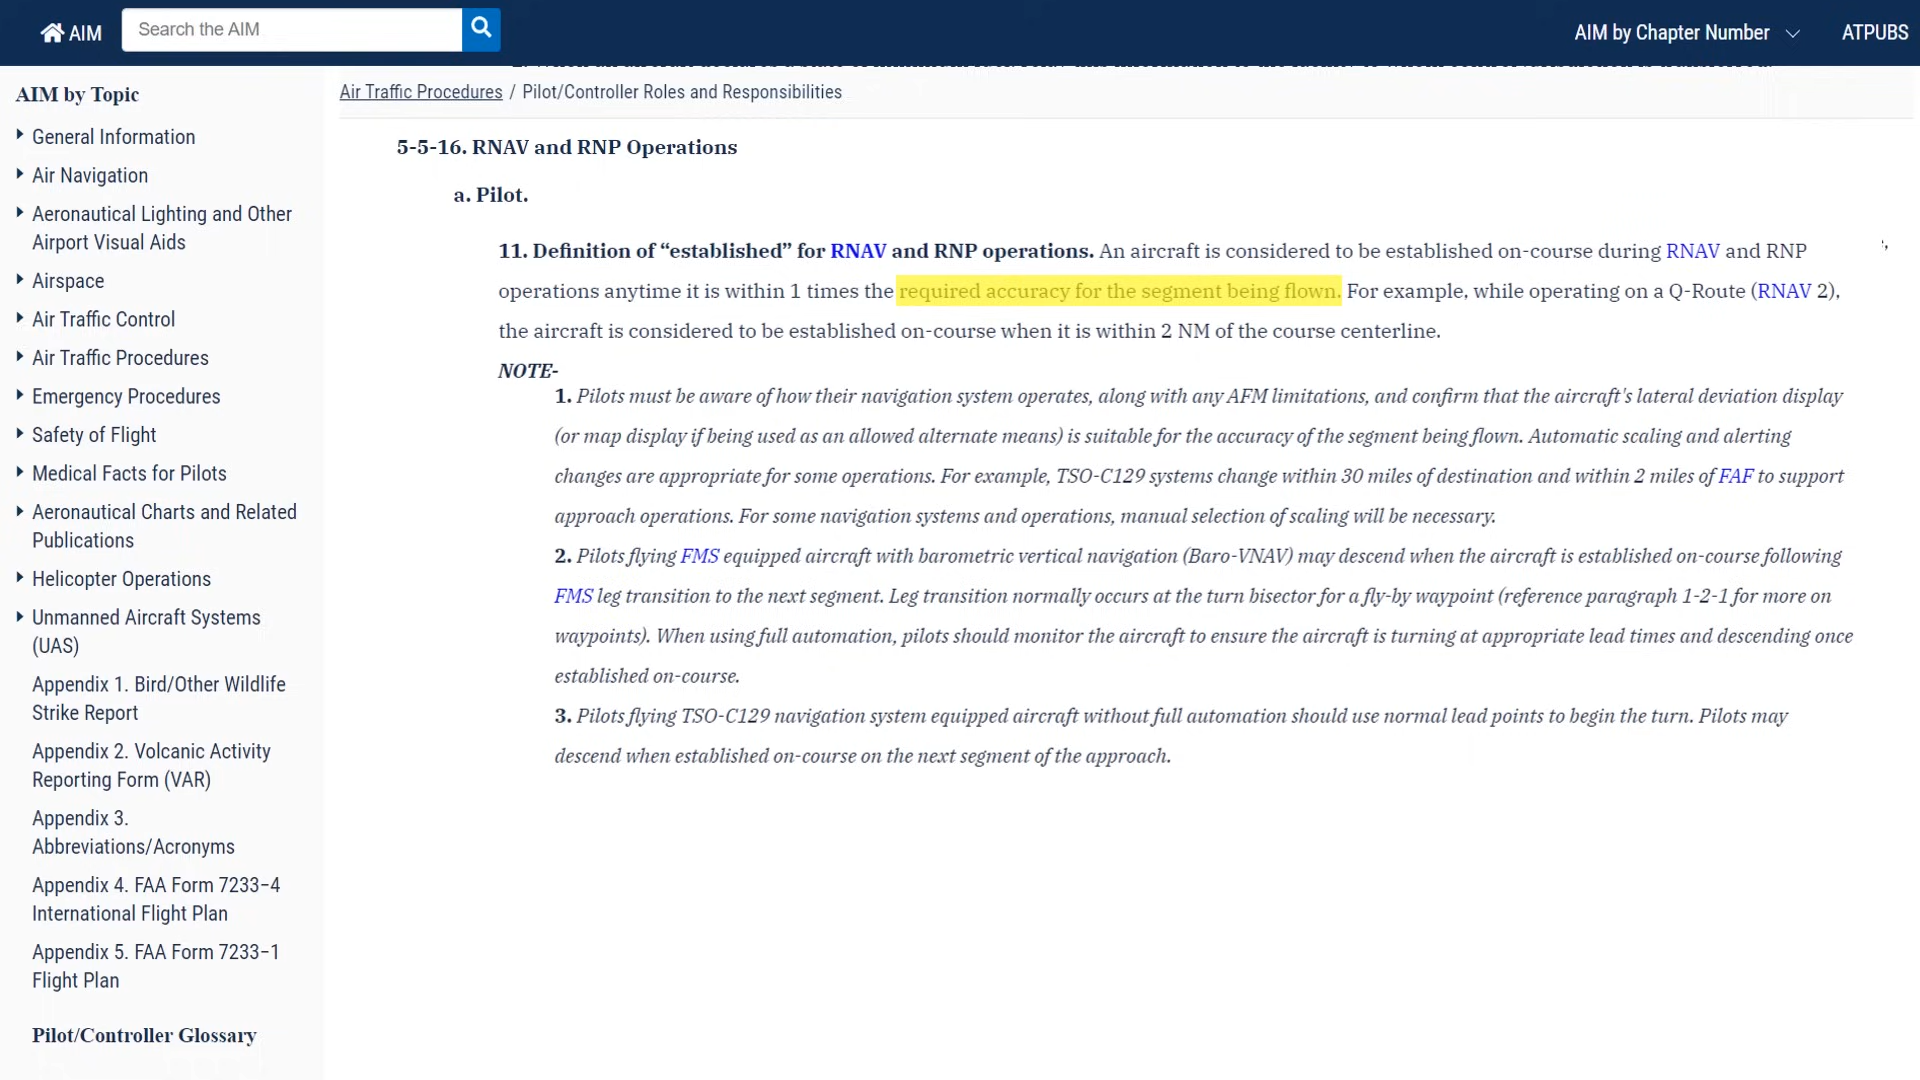 AIM
Search the AIM
AIM by Chapter Number
ATPUBS
AIM by Topic
General Information
Air Navigation
Aeronautical Lighting and Other
Airport Visual Aids
Airspace
Air Traffic Control
Air Traffic Procedures
Emergency Procedures
Safety of Flight
Medical Facts for Pilots
Aeronautical Charts and Related
Publications
Helicopter Operations
Unmanned Aircraft Systems
(UAS)
Appendix 1. Bird/Other Wildlife
Strike Report
Appendix 2. Volcanic Activity
Reporting Form (VAR)
Appendix 3.
Abbreviations/Acronyms
Appendix 4. FAA Form 7233–4
International Flight Plan
Appendix 5. FAA Form 7233–1
Flight Plan
Pilot/Controller Glossary
Air Traffic Procedures / Pilot/Controller Roles and Responsibilities
5-5-16. RNAV and RNP Operations
a. Pilot.
11. Definition of “established” for RNAV and RNP operations. An aircraft is considered to be established on-course during RNAV and RNP
operations anytime it is within 1 times the required accuracy for the segment being flown. For example, while operating on a Q-Route (RNAV 2),
the aircraft is considered to be established on-course when it is within 2 NM of the course centerline.
NOTE-
1. Pilots must be aware of how their navigation system operates, along with any AFM limitations, and confirm that the aircraft's lateral deviation display
(or map display if being used as an allowed alternate means) is suitable for the accuracy of the segment being flown. Automatic scaling and alerting
changes are appropriate for some operations. For example, TSO-C129 systems change within 30 miles of destination and within 2 miles of FAF to support
approach operations. For some navigation systems and operations, manual selection of scaling will be necessary.
2. Pilots flying FMS equipped aircraft with barometric vertical navigation (Baro-VNAV) may descend when the aircraft is established on-course following
FMS leg transition to the next segment. Leg transition normally occurs at the turn bisector for a fly-by waypoint (reference paragraph 1-2-1 for more on
waypoints). When using full automation, pilots should monitor the aircraft to ensure the aircraft is turning at appropriate lead times and descending once
established on-course.
3. Pilots flying TSO-C129 navigation system equipped aircraft without full automation should use normal lead points to begin the turn. Pilots may
descend when established on-course on the next segment of the approach.